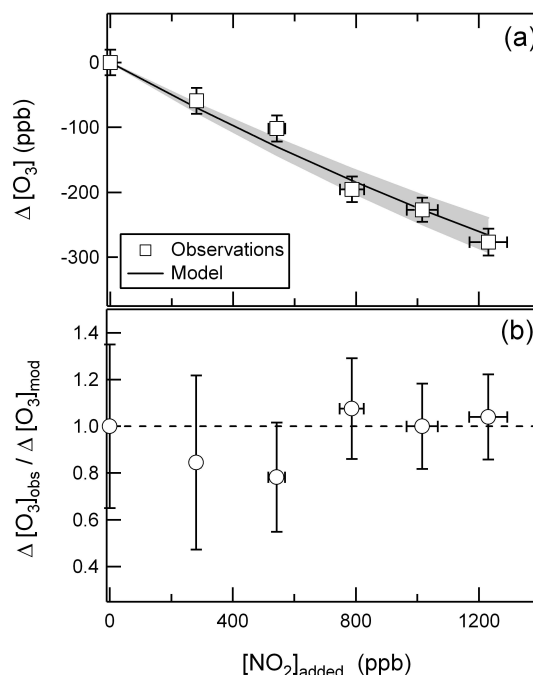 (a)
0
-100
-200
-300
Δ [O₃] (ppb)
Observations
Model
(b)
1.4
1.2
1.0
0.8
0.6
0.4
Δ [O₃]obs / Δ [O₃]mod
0 400 800 1200
[NO₂]added (ppb)